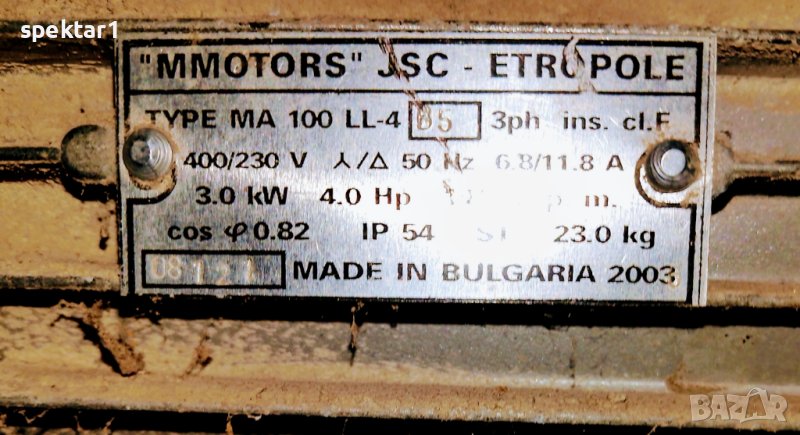 spektar1
"MMOTORS" JSC - ETROPOLE
TYPE MA 100 LL-4 B5 3ph ins. cl.F
400/230 V ⅄/Δ 50 Hz 6.8/11.8 A
3.0 kW 4.0 Hp m.
cos φ 0.82 IP 54 S1 23.0 kg
MADE IN BULGARIA 2003
BAZAR